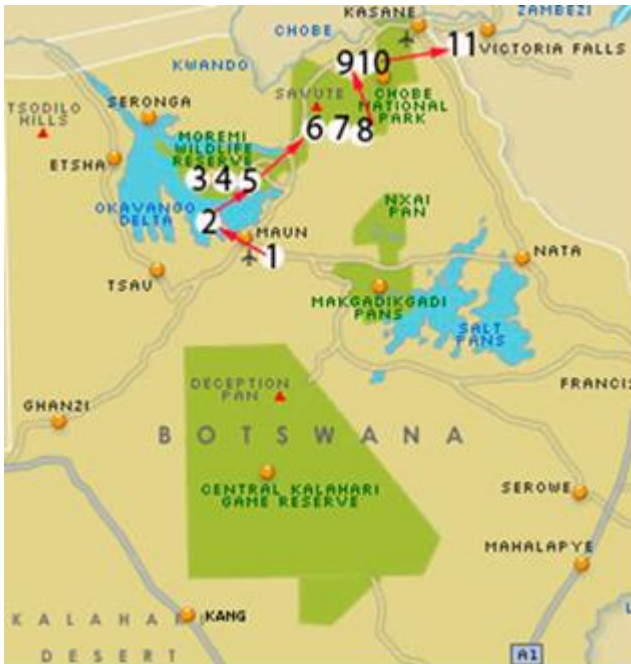 KASANE
ZAMBEZI
CHOBE
11
VICTORIA FALLS
9
10
KWANDO
CHOBE
NATIONAL
PARK
SAVUTE
SERONGA
TSODILO
HILLS
6
7
8
MOREMI
WILDLIFE
RESERVE
ETSHA
3
4
5
NXAI
PAN
OKAVANGO
DELTA
2
MAUN
1
NATA
TSAU
MAKGADIKGADI
PANS
SALT
PANS
DECEPTION
PAN
FRANCIS
GHANZI
BOTSWANA
CENTRAL KALAHARI
GAME RESERVE
SEROWE
MAHALAPYE
KALAHARI
KANG
DESERT
A1